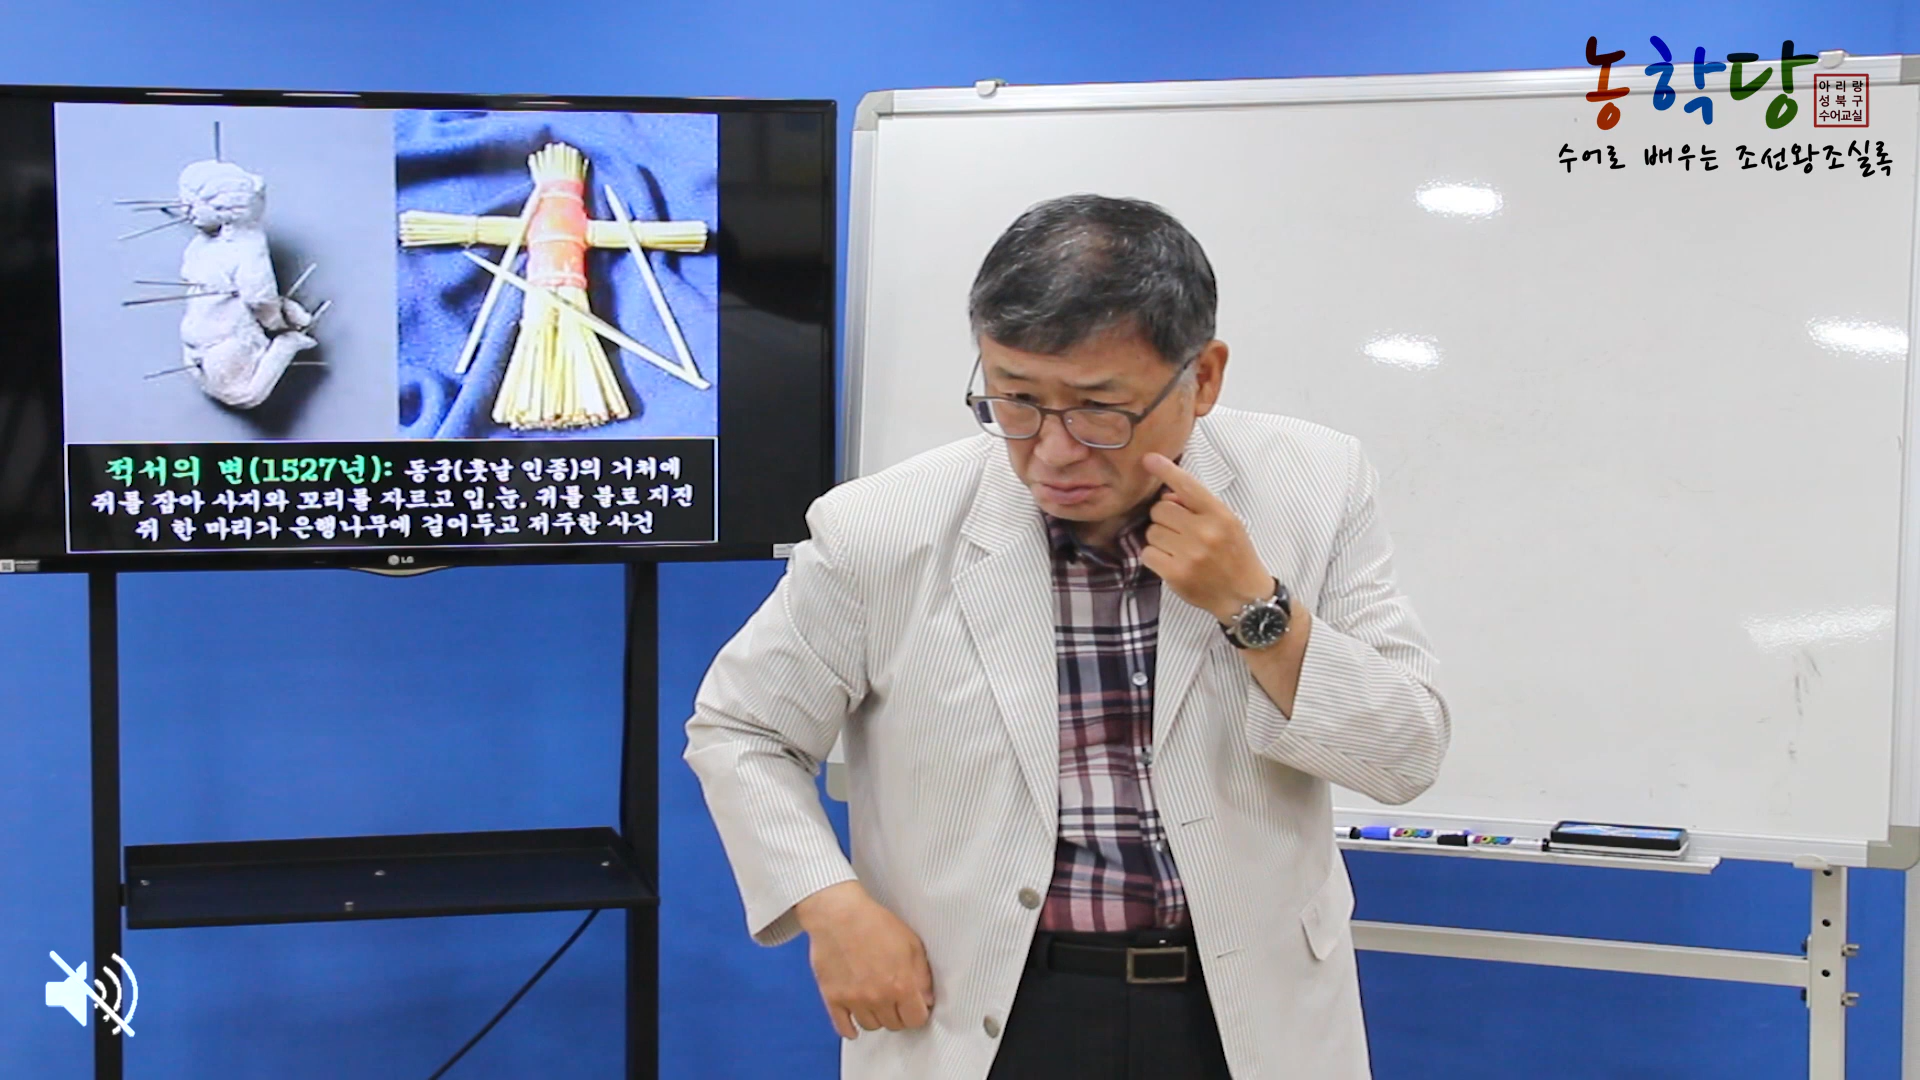 농학당
아리랑
성북구
수어교실
수어로 배우는 조선왕조실록
적서의 변(1527년): 동궁(훗날 인종)의 거처에
쥐를 잡아 사지와 꼬리를 자르고 입, 눈, 귀를 불로 지진
쥐 한 마리가 은행나무에 걸어두고 저주한 사건
LG